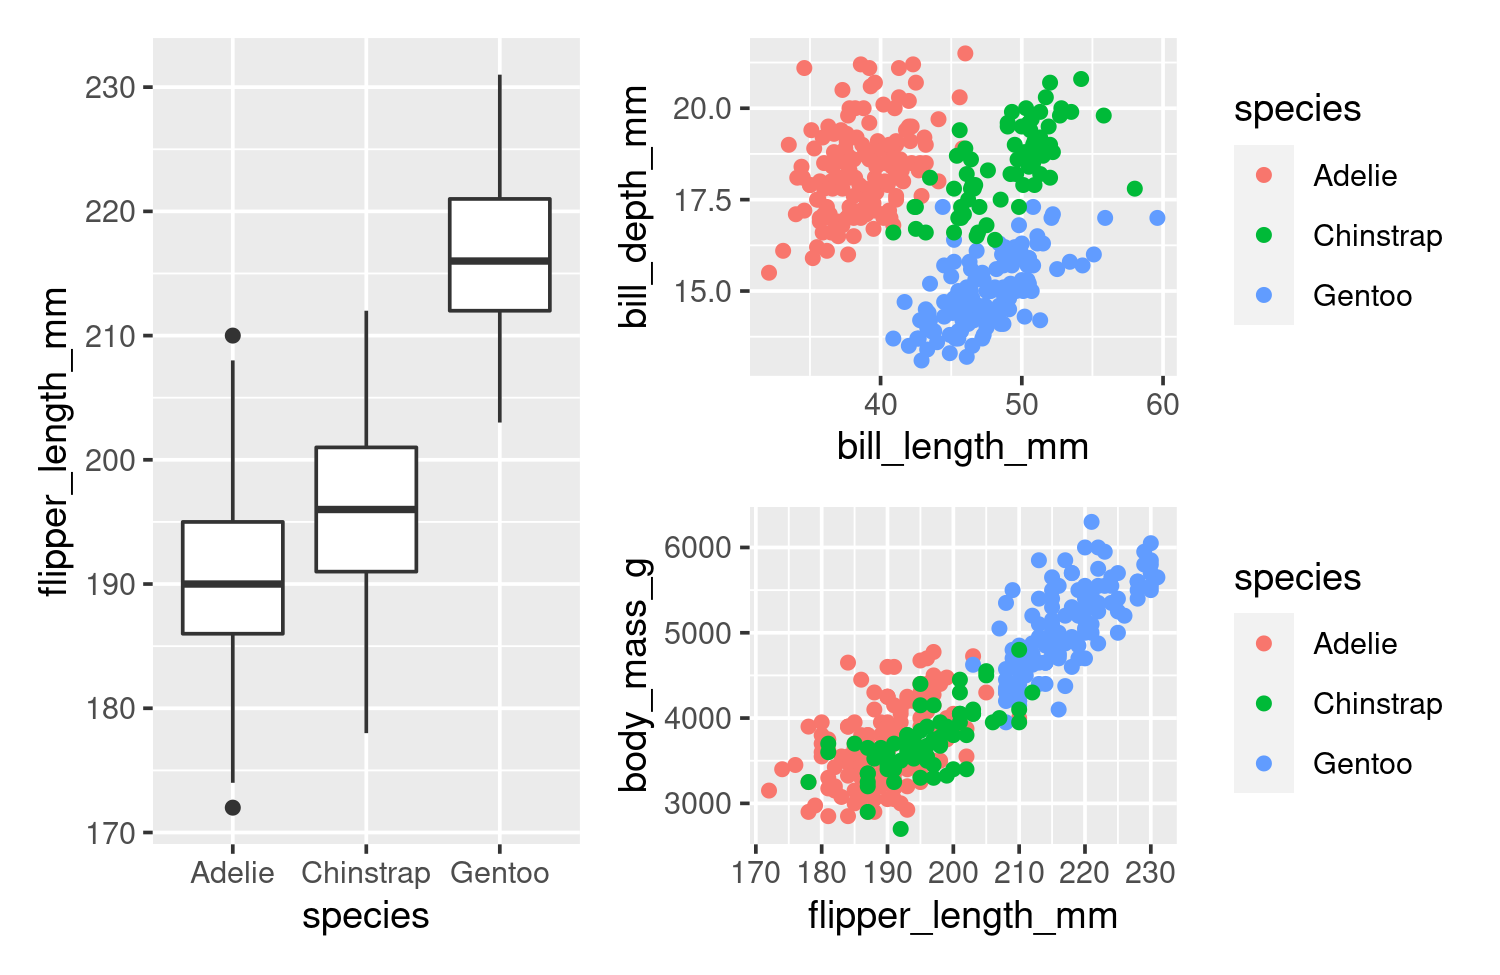 flipper_length_mm
230
220
210
200
190
180
170
Adelie Chinstrap Gentoo
species
bill_depth_mm
20.0
17.5
15.0
40 50 60
bill_length_mm
species
Adelie
Chinstrap
Gentoo
body_mass_g
6000
5000
4000
3000
170 180 190 200 210 220 230
flipper_length_mm
species
Adelie
Chinstrap
Gentoo